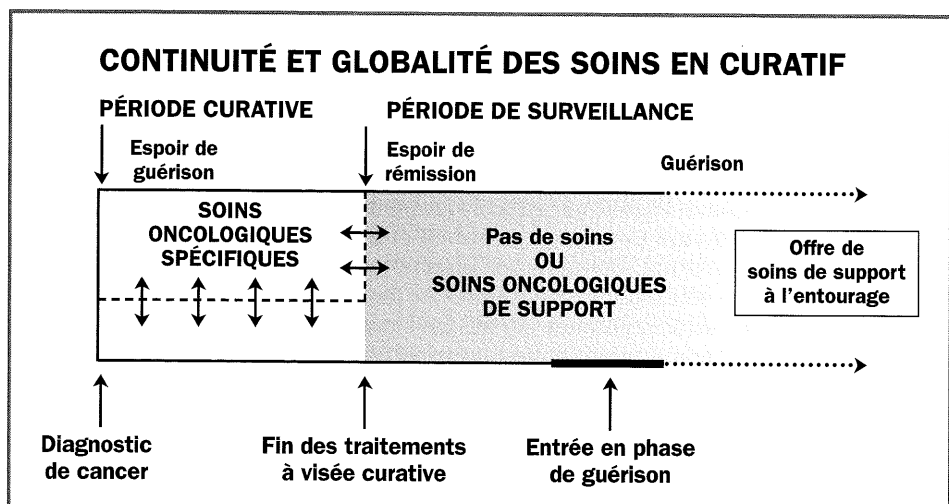 CONTINUITÉ ET GLOBALITÉ DES SOINS EN CURATIF
PÉRIODE CURATIVE
PÉRIODE DE SURVEILLANCE
Espoir de
guérison
Espoir de
rémission
Guérison
SOINS
ONCOLOGIQUES
SPÉCIFIQUES
Pas de soins
OU
SOINS ONCOLOGIQUES
DE SUPPORT
Offre de
soins de support
à l'entourage
Diagnostic
de cancer
Fin des traitements
à visée curative
Entrée en phase
de guérison